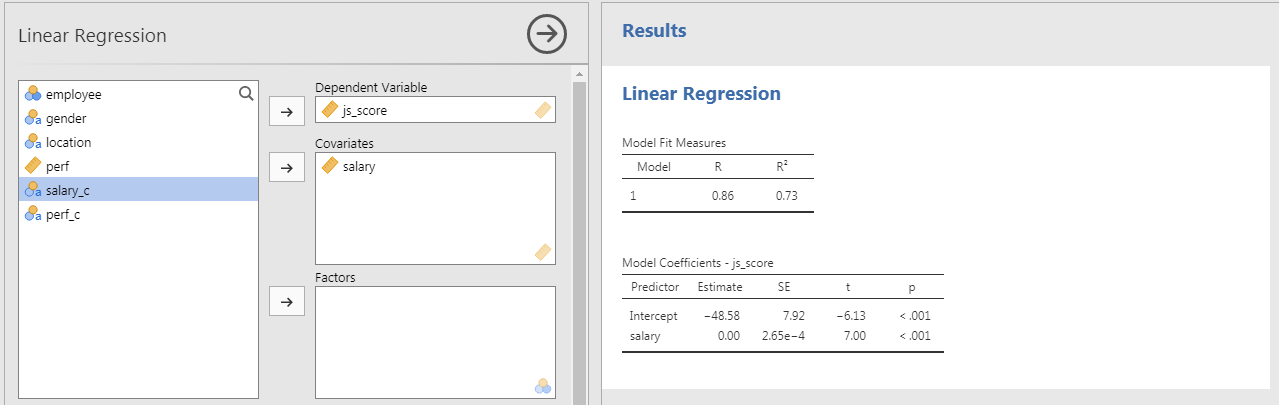 Linear Regression
employee
gender
location
perf
salary_c
perf_c
Dependent Variable
js_score
Covariates
salary
Factors
Results
Linear Regression
Model Fit Measures
Model R R²
1 0.86 0.73
Model Coefficients - js_score
Predictor Estimate SE t p
Intercept −48.58 7.92 −6.13 < .001
salary 0.00 2.65e−4 7.00 < .001